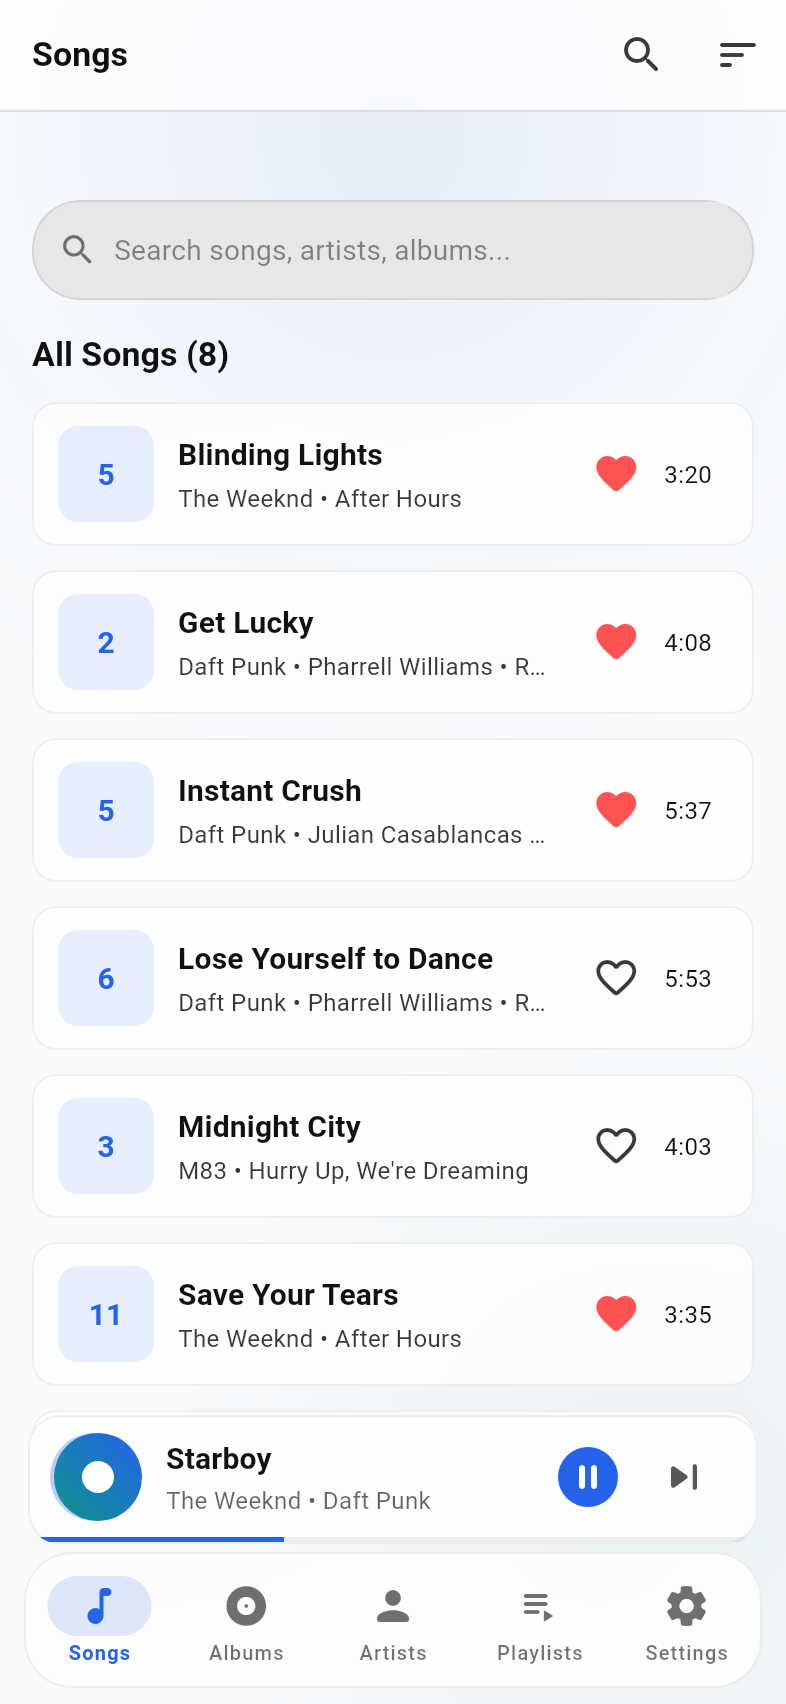 Songs
Search songs, artists, albums...
All Songs (8)
5
Blinding Lights
The Weeknd • After Hours
3:20
2
Get Lucky
Daft Punk • Pharrell Williams • R...
4:08
5
Instant Crush
Daft Punk • Julian Casablancas ...
5:37
6
Lose Yourself to Dance
Daft Punk • Pharrell Williams • R...
5:53
3
Midnight City
M83 • Hurry Up, We're Dreaming
4:03
11
Save Your Tears
The Weeknd • After Hours
3:35
Starboy
The Weeknd • Daft Punk
Songs
Albums
Artists
Playlists
Settings